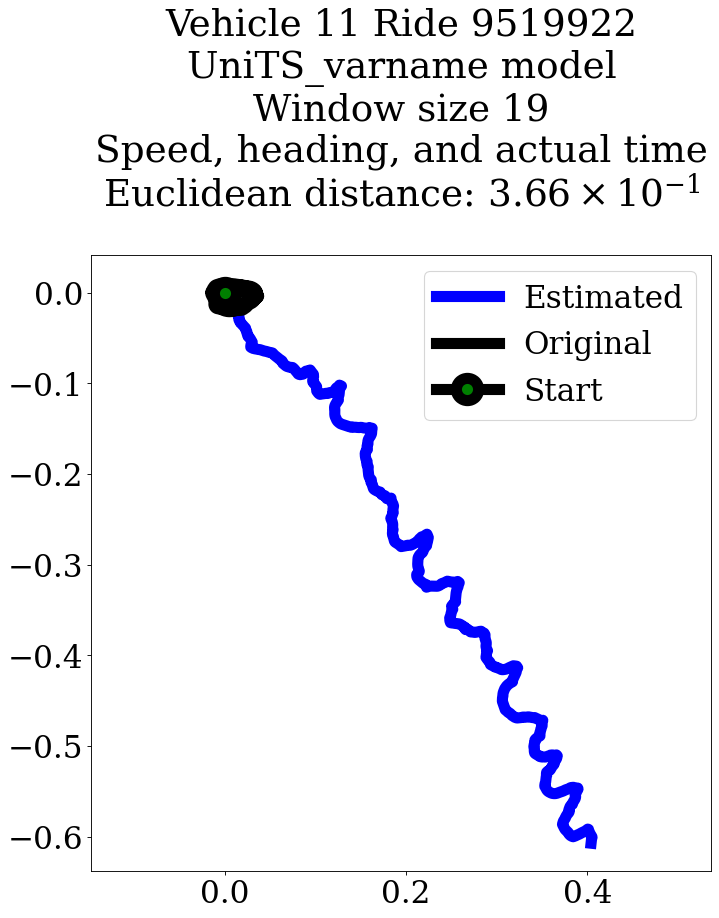 Vehicle 11 Ride 9519922
UniTS_varname model
Window size 19
Speed, heading, and actual time
Euclidean distance: 3.66 × 10⁻¹
Estimated
Original
Start
0.0
−0.1
−0.2
−0.3
−0.4
−0.5
−0.6
0.0 0.2 0.4